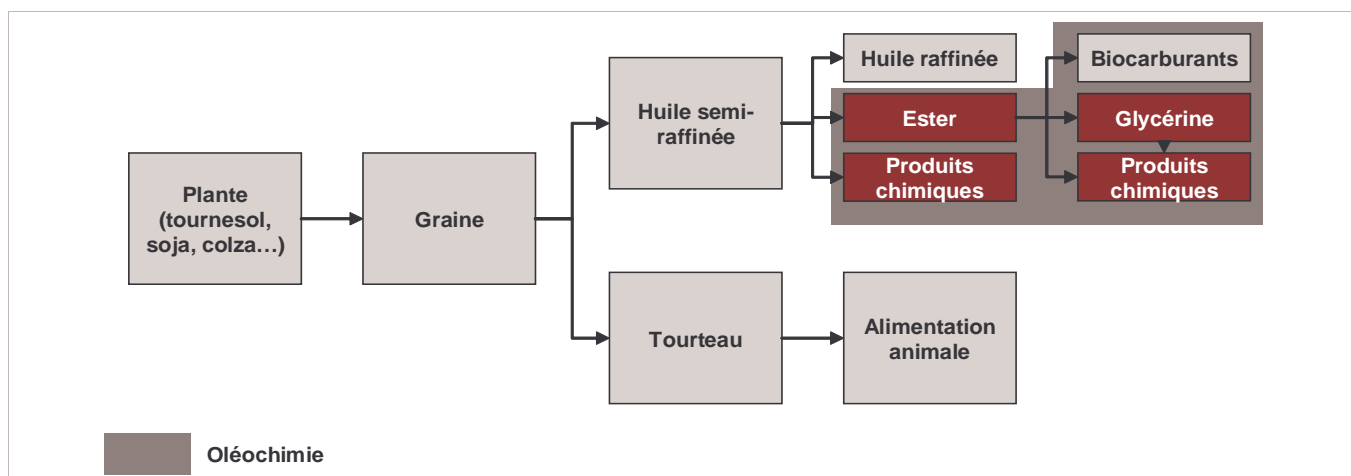 Huile raffinée
Biocarburants
Huile semi-
raffinée
Ester
Glycérine
Produits
chimiques
Produits
chimiques
Plante
(tournesol,
soja, colza…)
Graine
Tourteau
Alimentation
animale
Oléochimie